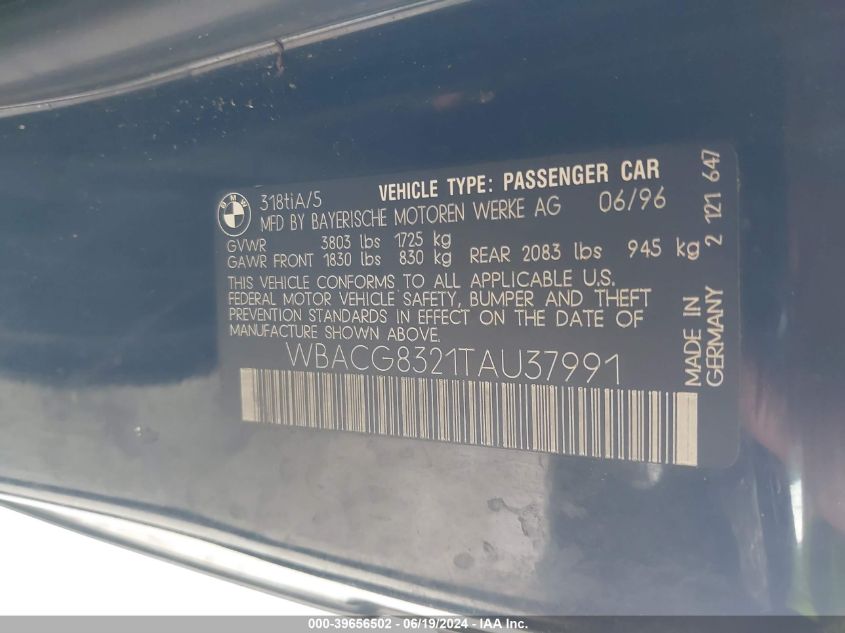 BMW
318tiA/5 VEHICLE TYPE: PASSENGER CAR
MFD BY BAYERISCHE MOTOREN WERKE AG 06/96
GVWR 3803 lbs 1725 kg
GAWR FRONT 1830 lbs 830 kg REAR 2083 lbs 945 kg
THIS VEHICLE CONFORMS TO ALL APPLICABLE U.S.
FEDERAL MOTOR VEHICLE SAFETY, BUMPER AND THEFT
PREVENTION STANDARDS IN EFFECT ON THE DATE OF
MANUFACTURE SHOWN ABOVE.
WBACG8321TAU37991
2 121 647
MADE IN
GERMANY
000-39656502 - 06/19/2024 - IAA Inc.